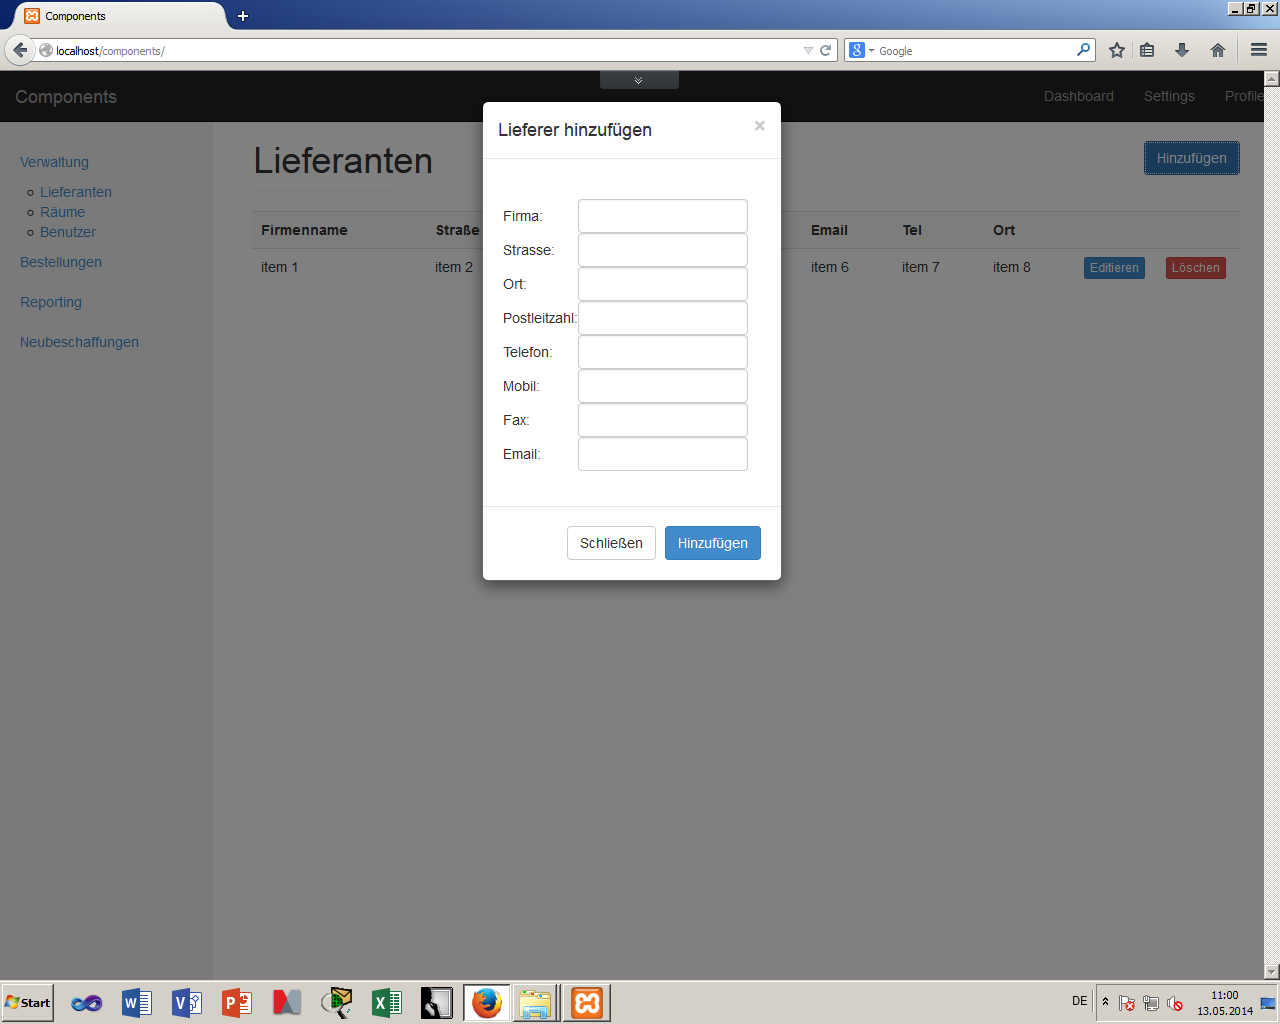 Components
localhost/components/
Google
Components
Dashboard Settings Profile
Verwaltung
Lieferanten
Räume
Benutzer
Bestellungen
Reporting
Neubeschaffungen
Lieferanten
Hinzufügen
Firmenname Straße Email Tel Ort
item 1 item 2 item 6 item 7 item 8 Editieren Löschen
Lieferer hinzufügen ×
Firma:
Strasse:
Ort:
Postleitzahl:
Telefon:
Mobil:
Fax:
Email:
Schließen Hinzufügen
Start
DE
11:00
13.05.2014